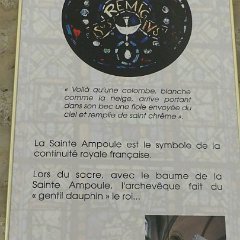 S REMIGIVS
« Voilà qu'une colombe, blanche
comme la neige, arrive portant
dans son bec une fiole envoyée du
ciel et remplie de saint chrême ».
La Sainte Ampoule est le symbole de la
continuité royale française.
Lors du sacre, avec le baume de la
Sainte Ampoule, l'archevêque fait du
« gentil dauphin » le roi...